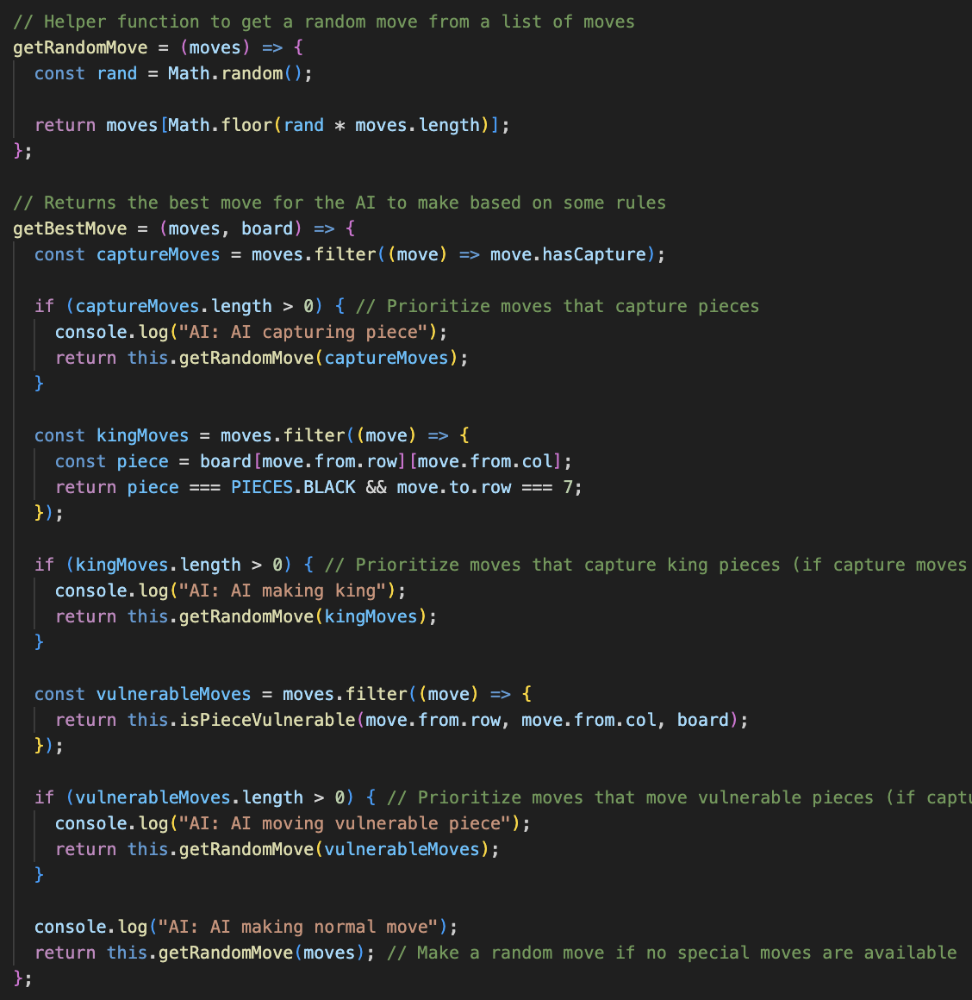 // Helper function to get a random move from a list of moves
getRandomMove = (moves) => {
  const rand = Math.random();

  return moves[Math.floor(rand * moves.length)];
};

// Returns the best move for the AI to make based on some rules
getBestMove = (moves, board) => {
  const captureMoves = moves.filter((move) => move.hasCapture);

  if (captureMoves.length > 0) { // Prioritize moves that capture pieces
    console.log("AI: AI capturing piece");
    return this.getRandomMove(captureMoves);
  }

  const kingMoves = moves.filter((move) => {
    const piece = board[move.from.row][move.from.col];
    return piece === PIECES.BLACK && move.to.row === 7;
  });

  if (kingMoves.length > 0) { // Prioritize moves that capture king pieces (if capture moves
    console.log("AI: AI making king");
    return this.getRandomMove(kingMoves);
  }

  const vulnerableMoves = moves.filter((move) => {
    return this.isPieceVulnerable(move.from.row, move.from.col, board);
  });

  if (vulnerableMoves.length > 0) { // Prioritize moves that move vulnerable pieces (if
    console.log("AI: AI moving vulnerable piece");
    return this.getRandomMove(vulnerableMoves);
  }

  console.log("AI: AI making normal move");
  return this.getRandomMove(moves); // Make a random move if no special moves are available
};